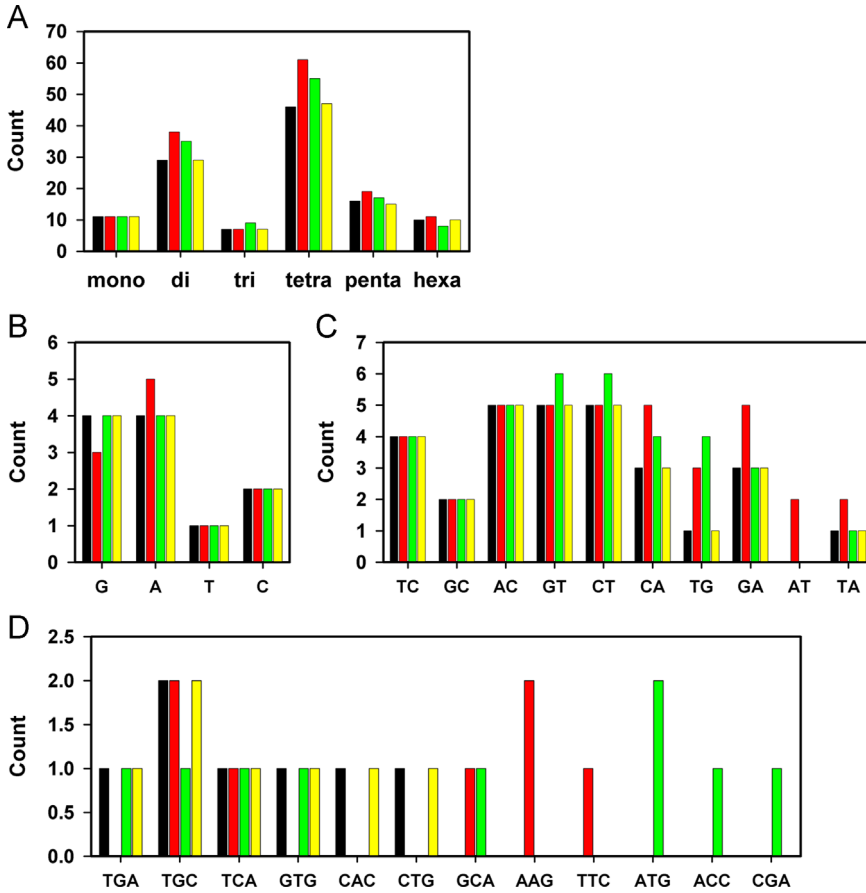 A
70
60
50
40
30
20
10
0
Count
mono di tri tetra penta hexa
B
6
5
4
3
2
1
0
Count
G A T C
C
7
6
5
4
3
2
1
0
Count
TC GC AC GT CT CA TG GA AT TA
D
2.5
2.0
1.5
1.0
0.5
0.0
Count
TGA TGC TCA GTG CAC CTG GCA AAG TTC ATG ACC CGA